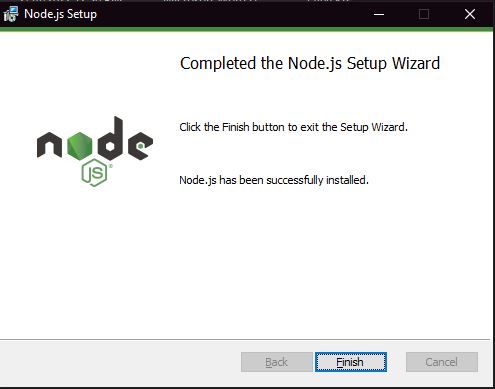 Node.js Setup
Completed the Node.js Setup Wizard
Click the Finish button to exit the Setup Wizard.
node
JS®
Node.js has been successfully installed.
Back Finish Cancel